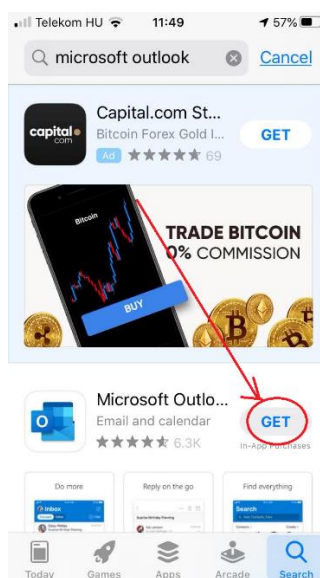 Telekom HU 11:49 57%
microsoft outlook Cancel
Capital.com St...
capital
com
Bitcoin Forex Gold I...
GET
Ad 69
Bitcoin
TRADE BITCOIN
0% COMMISSION
BUY
Microsoft Outlo...
Email and calendar
GET
6.3K
In-App Purchases
Do more Reply on the go Find everything
Inbox Search
Today Games Apps Arcade Search